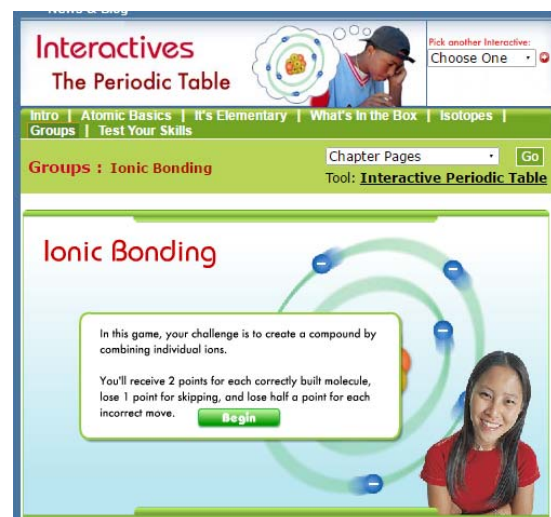 News & Blog
Interactives
The Periodic Table
Pick another Interactive:
Choose One
Intro | Atomic Basics | It's Elementary | What's In the Box | Isotopes |
Groups | Test Your Skills
Groups : Ionic Bonding
Chapter Pages
Go
Tool: Interactive Periodic Table
Ionic Bonding
In this game, your challenge is to create a compound by
combining individual ions.
You'll receive 2 points for each correctly built molecule,
lose 1 point for skipping, and lose half a point for each
incorrect move.
Begin